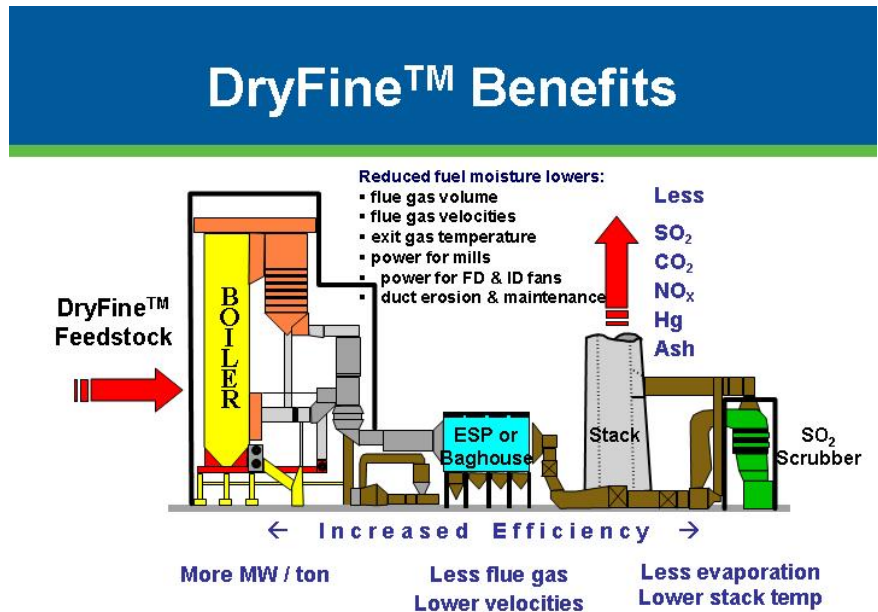 DryFine™ Benefits
Reduced fuel moisture lowers:
▪ flue gas volume
▪ flue gas velocities
▪ exit gas temperature
▪ power for mills
▪ power for FD & ID fans
▪ duct erosion & maintenance
Less
SO₂
CO₂
NOₓ
Hg
Ash
DryFine™
Feedstock
BOILER
ESP or
Baghouse
Stack
SO₂
Scrubber
← Increased Efficiency →
More MW / ton
Less flue gas
Lower velocities
Less evaporation
Lower stack temp